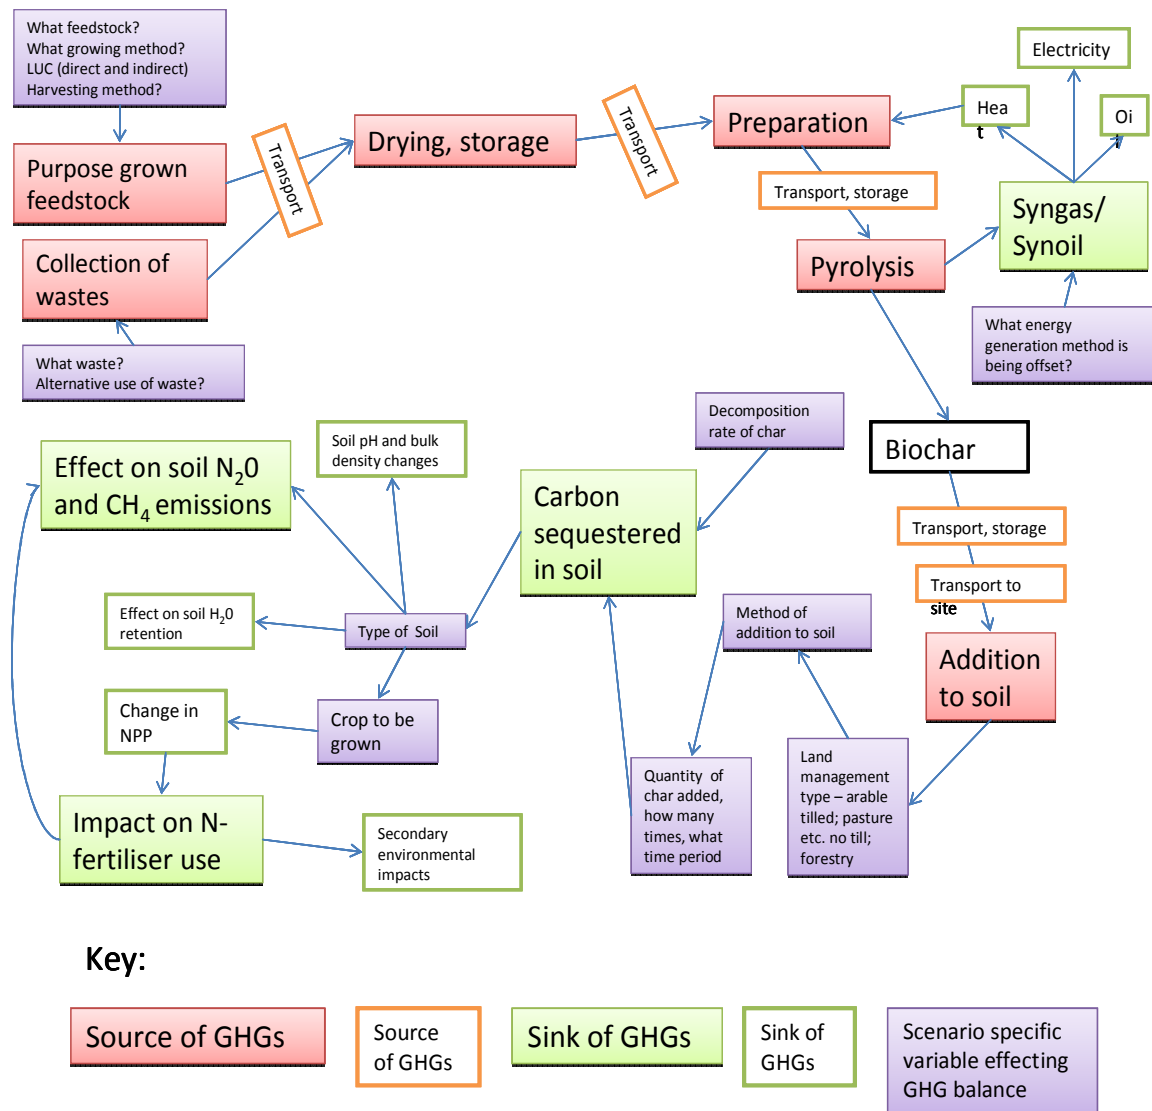 What feedstock?
What growing method?
LUC (direct and indirect)
Harvesting method?
Purpose grown
feedstock
Transport
Drying, storage
Transport
Preparation
Electricity
Hea
t
Oi
l
Transport, storage
Syngas/
Synoil
Pyrolysis
Collection of
wastes
What waste?
Alternative use of waste?
What energy
generation method is
being offset?
Decomposition
rate of char
Biochar
Soil pH and bulk
density changes
Effect on soil N₂0
and CH₄ emissions
Carbon
sequestered
in soil
Transport, storage
Transport to
site
Effect on soil H₂0
retention
Type of Soil
Method of
addition to soil
Addition
to soil
Change in
NPP
Crop to be
grown
Quantity of
char added,
how many
times, what
time period
Land
management
type – arable
tilled; pasture
etc. no till;
forestry
Impact on N-
fertiliser use
Secondary
environmental
impacts
Key:
Source of GHGs
Source
of GHGs
Sink of GHGs
Sink of
GHGs
Scenario specific
variable effecting
GHG balance